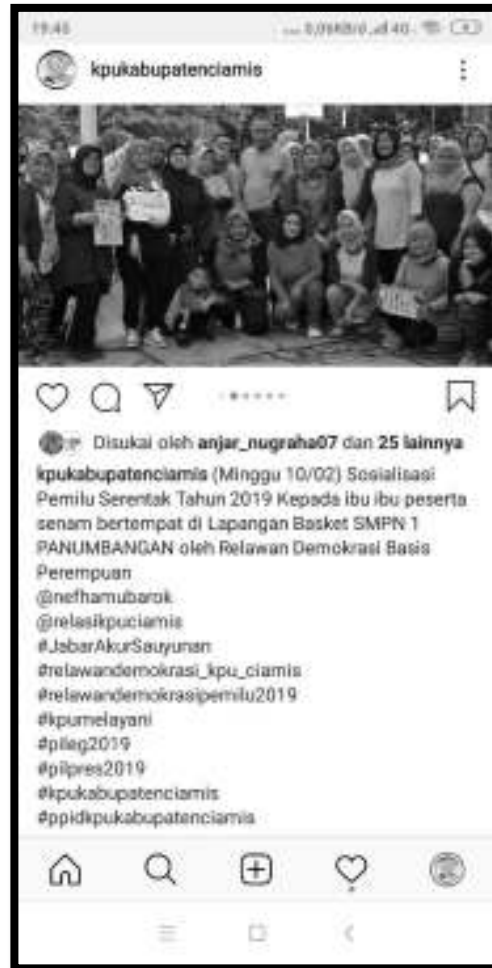 19:45
kpukabupatenciamis
Disukai oleh anjar_nugraha07 dan 25 lainnya
kpukabupatenciamis (Minggu 10/02) Sosialisasi
Pemilu Serentak Tahun 2019 Kepada ibu ibu peserta
senam bertempat di Lapangan Basket SMPN 1
PANUMBANGAN oleh Relawan Demokrasi Basis
Perempuan
@nefhamubarok
@relasikpuciamis
#JabarAkurSauyunan
#relawandemokrasi_kpu_ciamis
#relawandemokrasipemilu2019
#kpumelayani
#pileg2019
#pilpres2019
#kpukabupatenciamis
#ppidkpukabupatenciamis